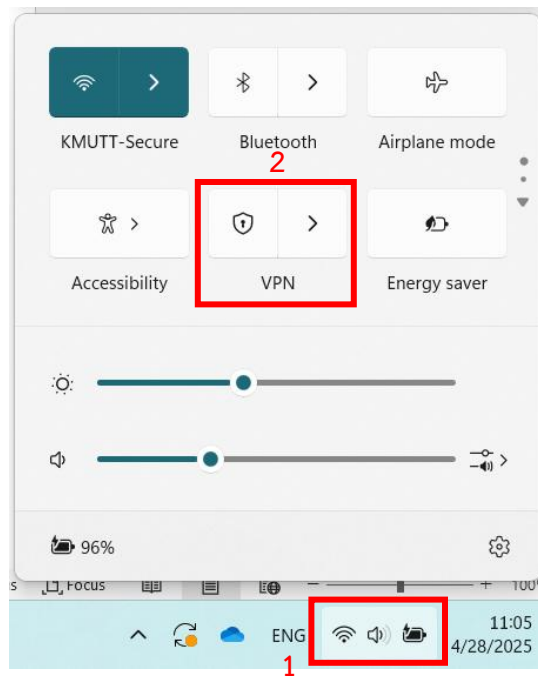 KMUTT-Secure
Bluetooth
Airplane mode
2
Accessibility
VPN
Energy saver
96%
s
Focus
100%
ENG
11:05
4/28/2025
1